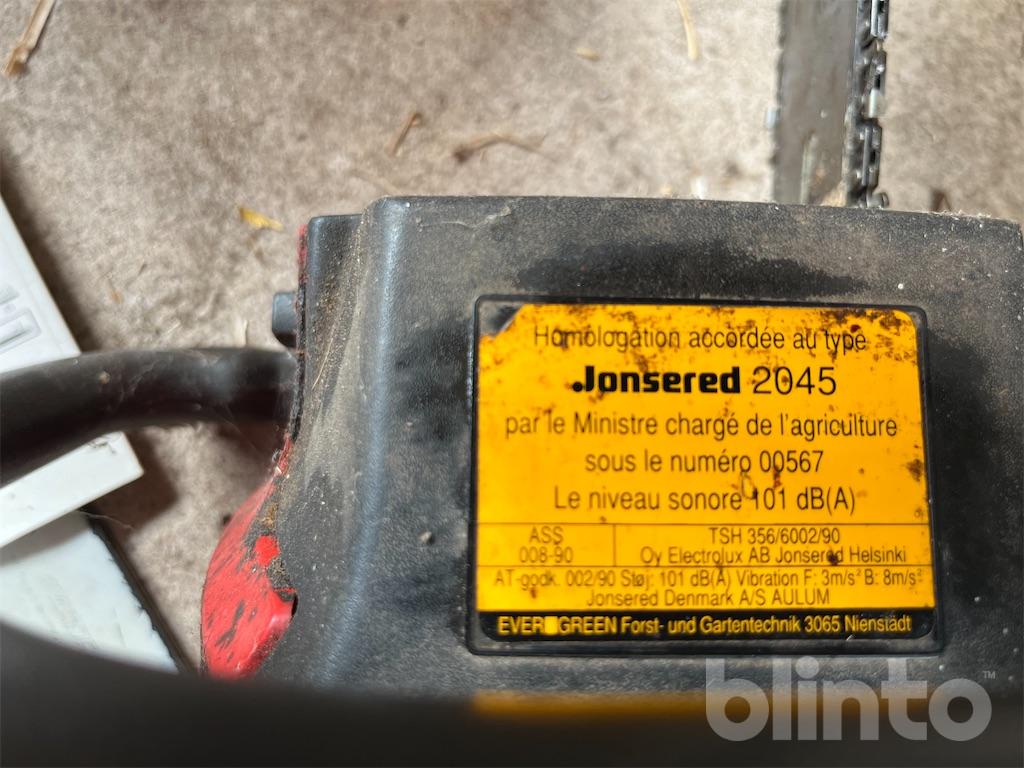 Homologation accordée au type
Jonsered 2045
par le Ministre chargé de l'agriculture
sous le numéro 00567
Le niveau sonore 101 dB(A)
ASS
008-90
TSH 356/6002/90
Oy Electrolux AB Jonsered Helsinki
AT-godk. 002/90 Støj: 101 dB(A) Vibration F: 3m/s² B: 8m/s²
Jonsered Denmark A/S AULUM
EVERGREEN Forst- und Gartentechnik 3065 Nienstädt
blinto™